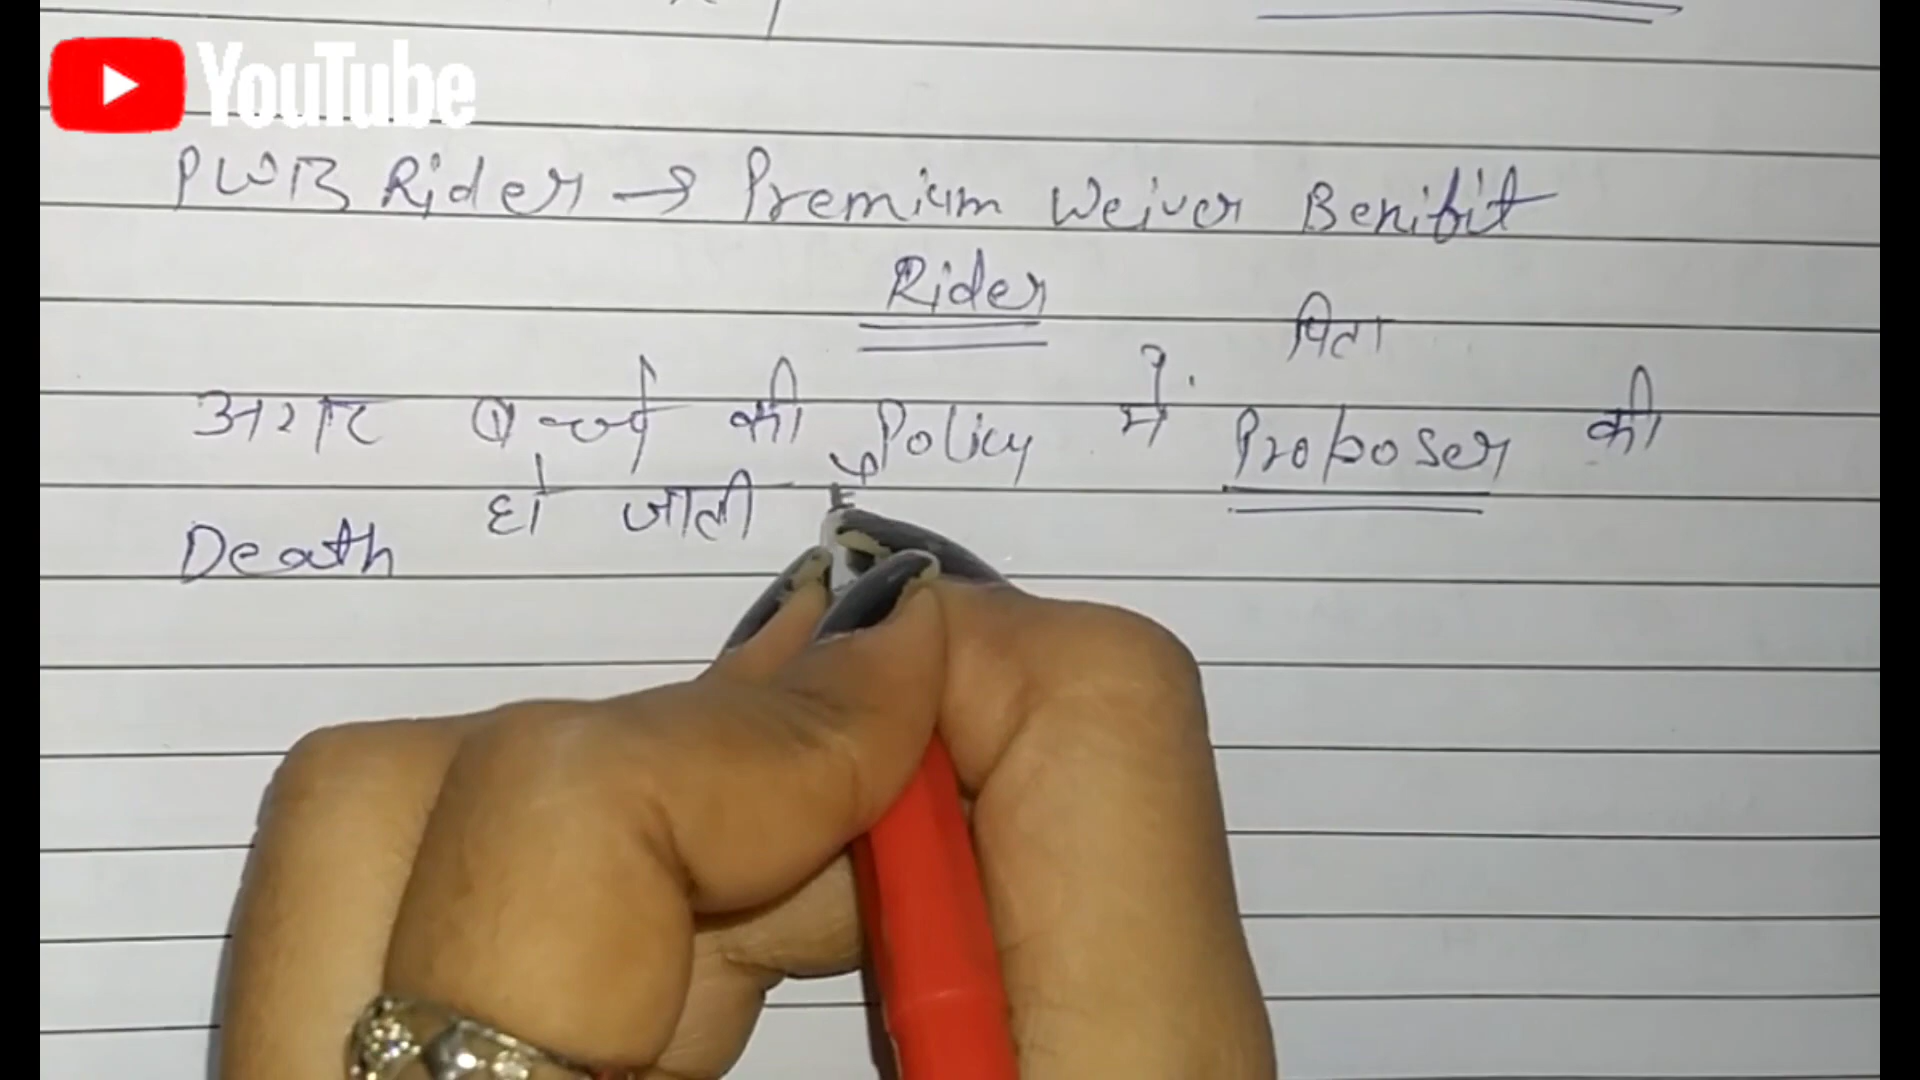 YouTube
PWB Rider → Premium Weiver Benifit
Rider
पिता
अगर बच्चे की Policy में Proposer की
Death हो जाती है